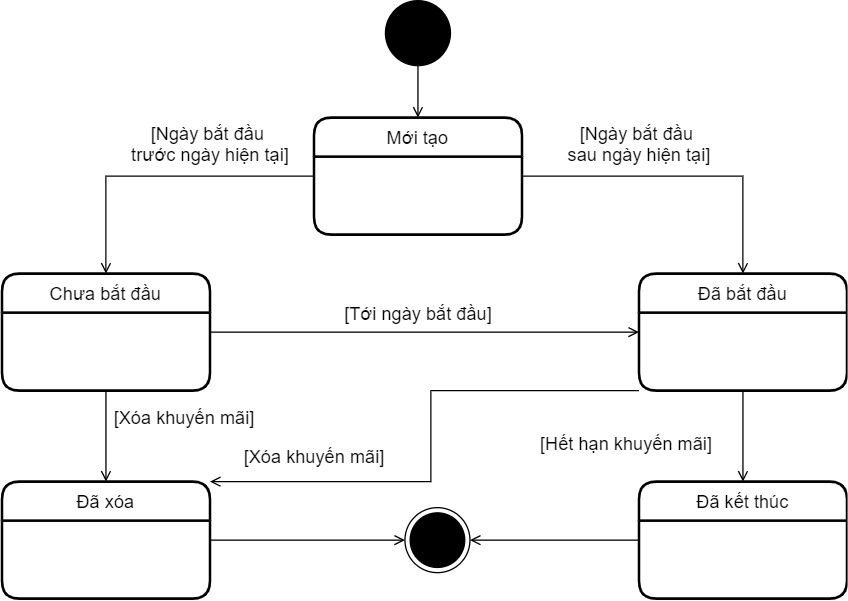 Mới tạo
[Ngày bắt đầu
trước ngày hiện tại]
[Ngày bắt đầu
sau ngày hiện tại]
Chưa bắt đầu
Đã bắt đầu
[Tới ngày bắt đầu]
[Xóa khuyến mãi]
[Xóa khuyến mãi]
[Hết hạn khuyến mãi]
Đã xóa
Đã kết thúc